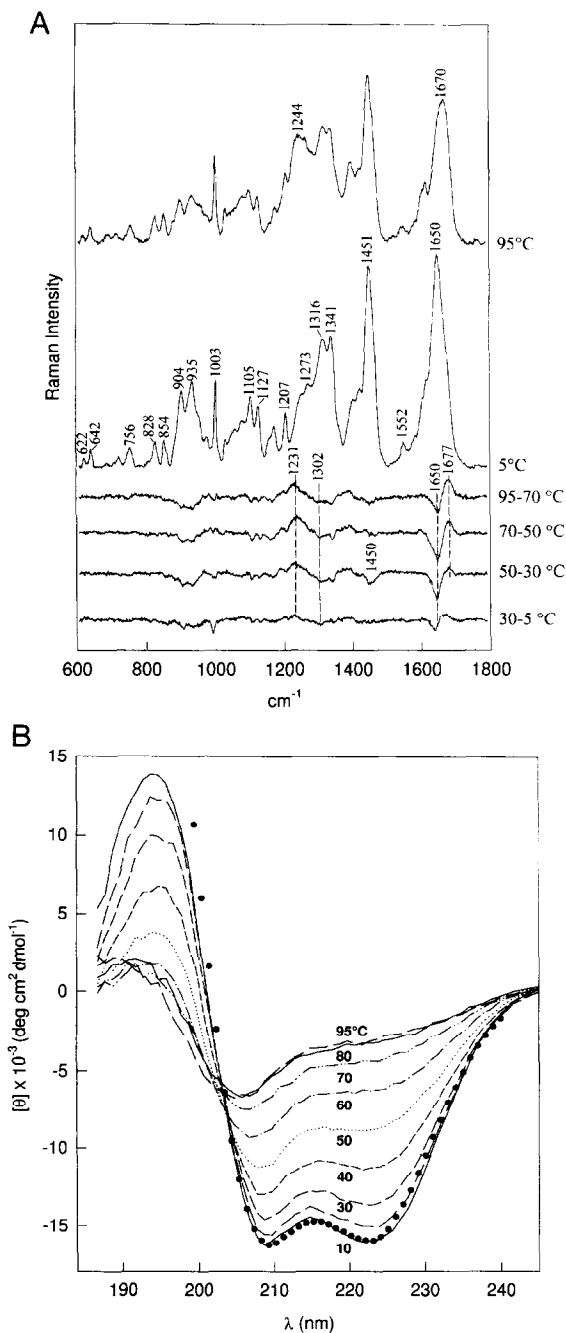 A
Raman Intensity
1244
1670
95°C
622
642
756
828
854
904
935
1003
1105
1127
1207
1273
1316
1341
1451
1552
1650
5°C
1231
1302
1650
1677
95-70 °C
70-50 °C
1450
50-30 °C
30-5 °C
600 800 1000 1200 1400 1600 1800
cm⁻¹
B
[θ] x 10⁻³ (deg cm² dmol⁻¹)
15
10
5
0
-5
-10
-15
95°C
80
70
60
50
40
30
10
190 200 210 220 230 240
λ (nm)